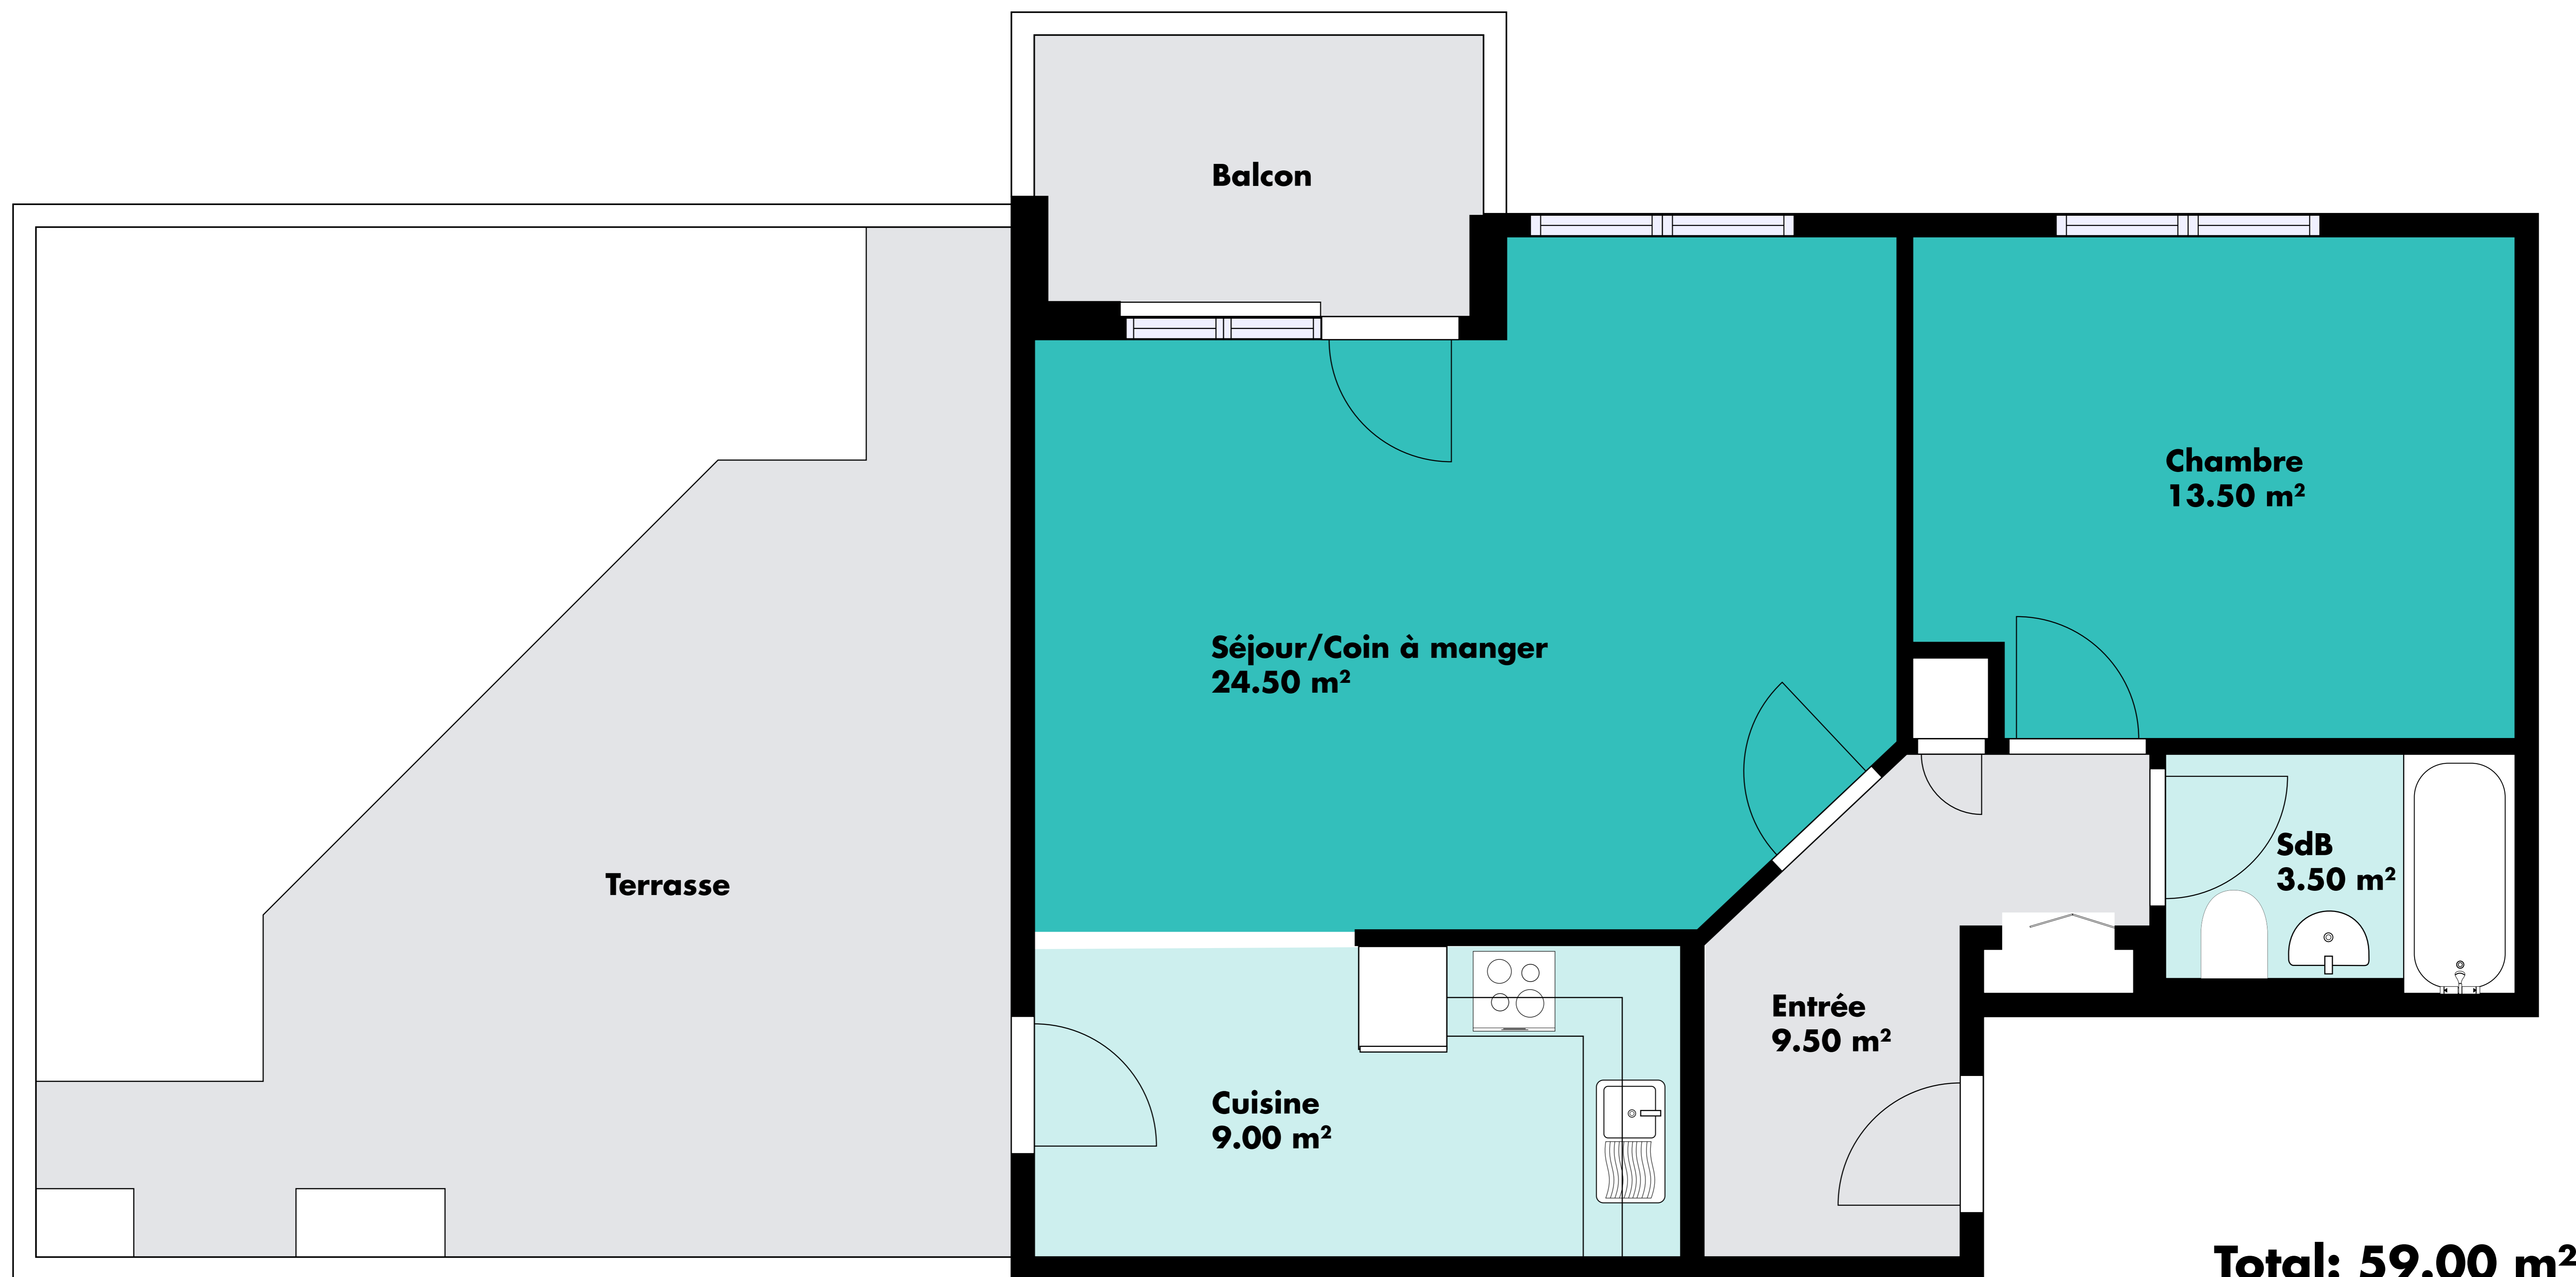 Balcon
Chambre
13.50 m²
Séjour/Coin à manger
24.50 m²
SdB
3.50 m²
Terrasse
Entrée
9.50 m²
Cuisine
9.00 m²
Total: 59.00 m²